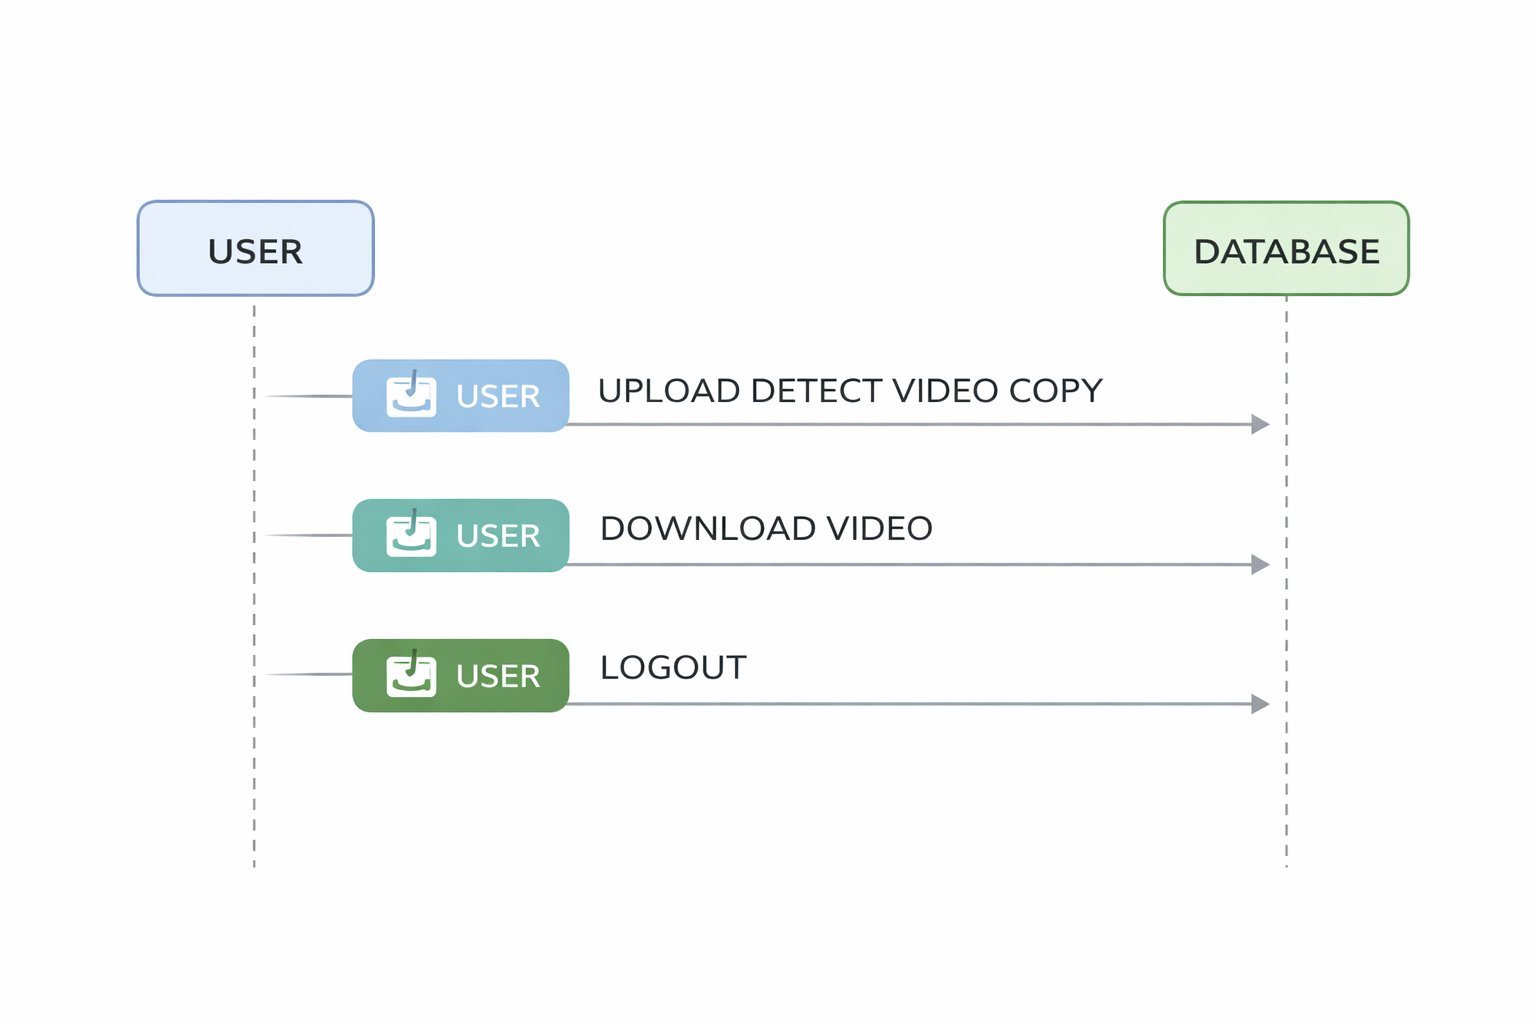 USER
DATABASE
USER UPLOAD DETECT VIDEO COPY
USER DOWNLOAD VIDEO
USER LOGOUT